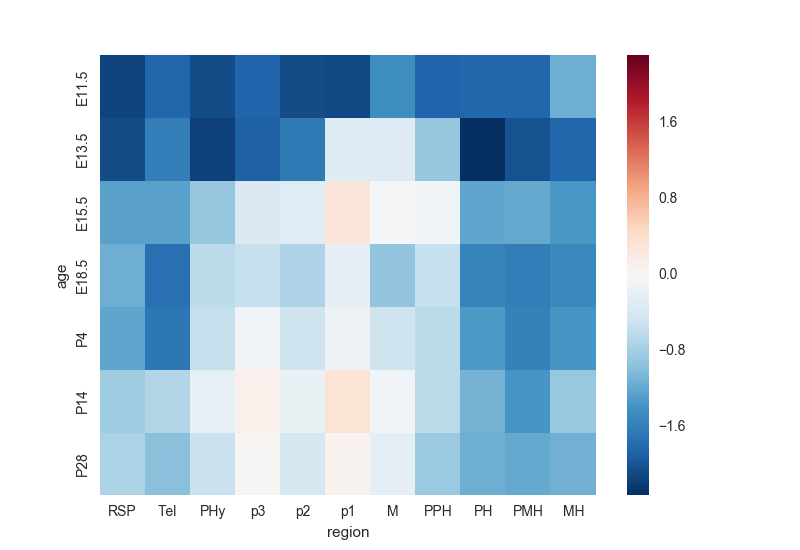 age
E11.5
E13.5
E15.5
E18.5
P4
P14
P28
RSP Tel PHy p3 p2 p1 M PPH PH PMH MH
region
1.6
0.8
0.0
−0.8
−1.6